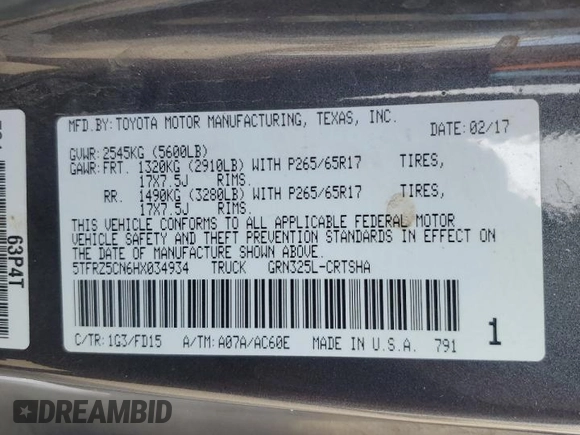 MFD.BY:TOYOTA MOTOR MANUFACTURING, TEXAS, INC.
DATE:02/17
GVWR:2545KG (5600LB)
GAWR:FRT. 1320KG (2910LB) WITH P265/65R17 TIRES,
17X7.5J RIMS.
RR. 1490KG (3280LB) WITH P265/65R17 TIRES,
17X7.5J RIMS.
THIS VEHICLE CONFORMS TO ALL APPLICABLE FEDERAL MOTOR
VEHICLE SAFETY AND THEFT PREVENTION STANDARDS IN EFFECT ON
THE DATE OF MANUFACTURE SHOWN ABOVE.
5TFRZ5CN6HX034934 TRUCK GRN325L-CRTSHA
C/TR:1G3/FD15 A/TM:A07A/AC60E MADE IN U.S.A. 791
1
63P4T
DREAMBID